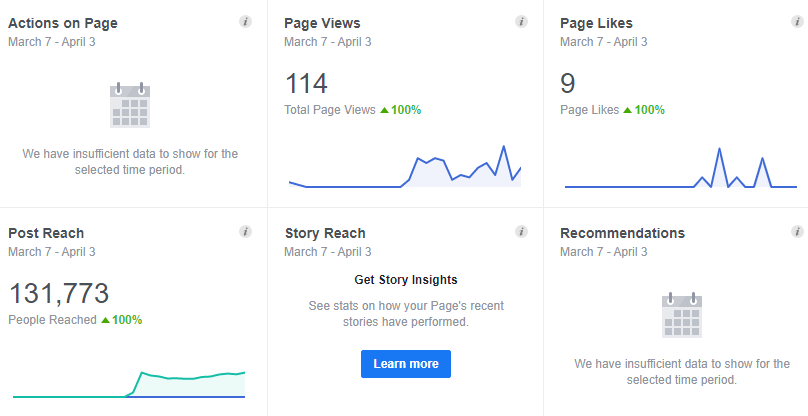 Actions on Page
March 7 - April 3
We have insufficient data to show for the
selected time period.
Page Views
March 7 - April 3
114
Total Page Views ▲ 100%
Page Likes
March 7 - April 3
9
Page Likes ▲ 100%
Post Reach
March 7 - April 3
131,773
People Reached ▲ 100%
Story Reach
March 7 - April 3
Get Story Insights
See stats on how your Page's recent
stories have performed.
Learn more
Recommendations
March 7 - April 3
We have insufficient data to show for the
selected time period.